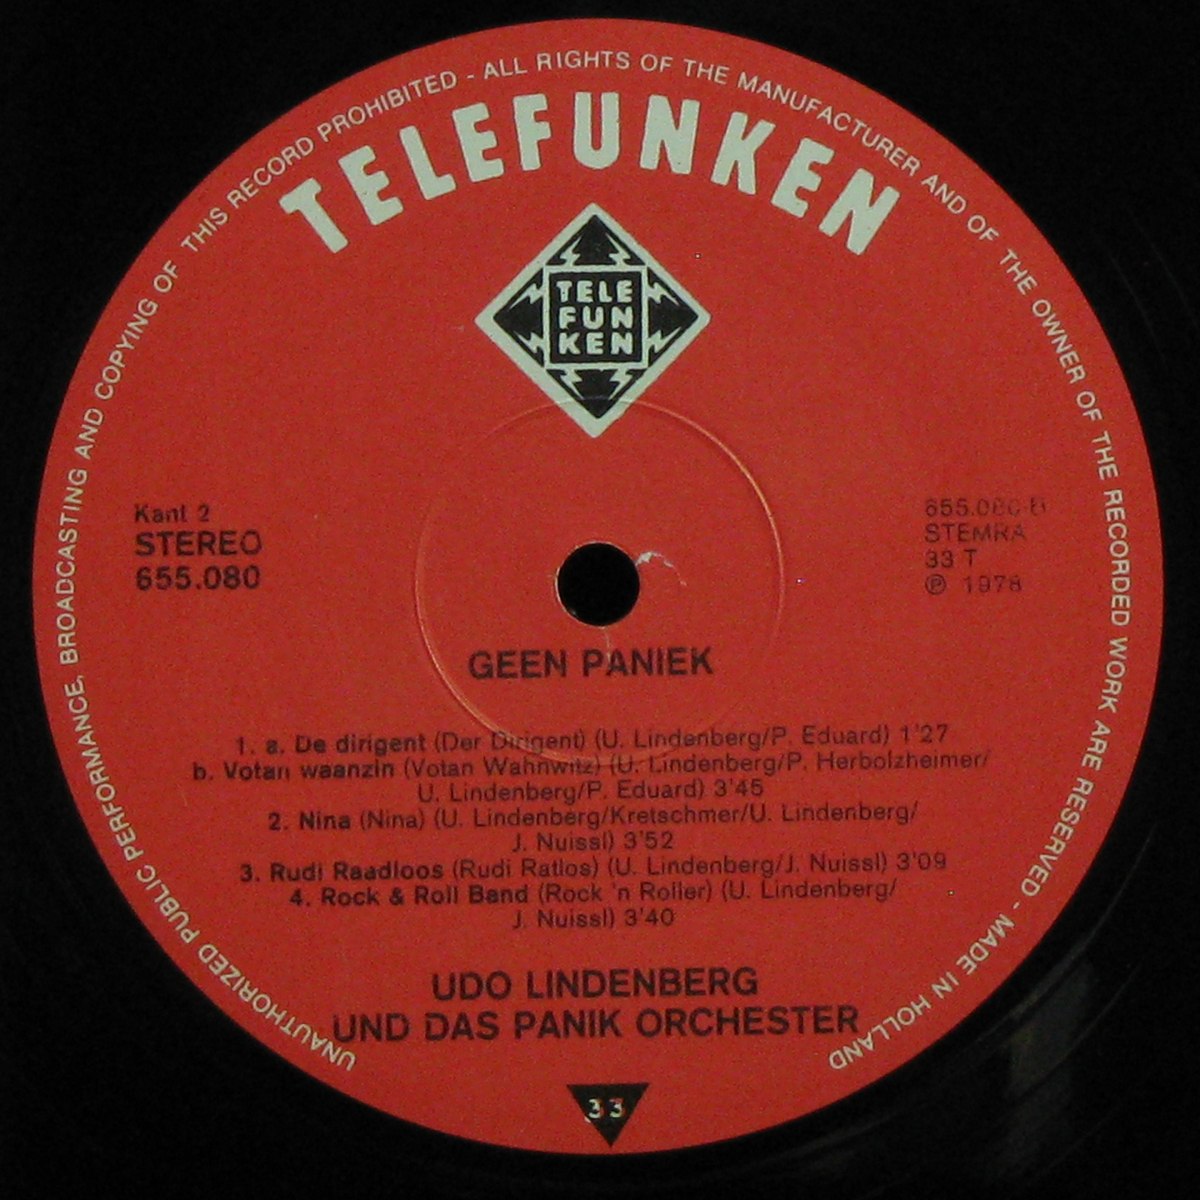 UNAUTHORIZED PUBLIC PERFORMANCE, BROADCASTING AND COPYING OF THIS RECORD PROHIBITED - ALL RIGHTS OF THE MANUFACTURER AND OF THE OWNER OF THE RECORDED WORK ARE RESERVED - MADE IN HOLLAND
TELEFUNKEN
TELE
FUN
KEN
Kant 2
STEREO
655.080
655.080-B
STEMRA
33 T
℗ 1978
GEEN PANIEK
1. a. De dirigent (Der Dirigent) (U. Lindenberg/P. Eduard) 1'27
b. Votan waanzin (Votan Wahnwitz) (U. Lindenberg/P. Herbolzheimer/
U. Lindenberg/P. Eduard) 3'45
2. Nina (Nina) (U. Lindenberg/Kretschmer/U. Lindenberg/
J. Nuissl) 3'52
3. Rudi Raadloos (Rudi Ratlos) (U. Lindenberg/J. Nuissl) 3'09
4. Rock & Roll Band (Rock 'n Roller) (U. Lindenberg/
J. Nuissl) 3'40
UDO LINDENBERG
UND DAS PANIK ORCHESTER
33